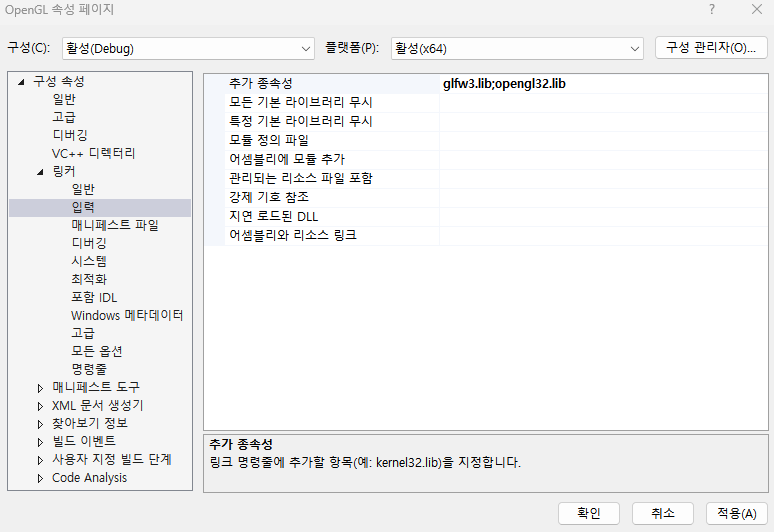 OpenGL 속성 페이지
구성(C): 활성(Debug) 플랫폼(P): 활성(x64) 구성 관리자(O)...
구성 속성
일반
고급
디버깅
VC++ 디렉터리
링커
일반
입력
매니페스트 파일
디버깅
시스템
최적화
포함 IDL
Windows 메타데이터
고급
모든 옵션
명령줄
매니페스트 도구
XML 문서 생성기
찾아보기 정보
빌드 이벤트
사용자 지정 빌드 단계
Code Analysis
추가 종속성 glfw3.lib;opengl32.lib
모든 기본 라이브러리 무시
특정 기본 라이브러리 무시
모듈 정의 파일
어셈블리에 모듈 추가
관리되는 리소스 파일 포함
강제 기호 참조
지연 로드된 DLL
어셈블리와 리소스 링크
추가 종속성
링크 명령줄에 추가할 항목(예: kernel32.lib)을 지정합니다.
확인 취소 적용(A)